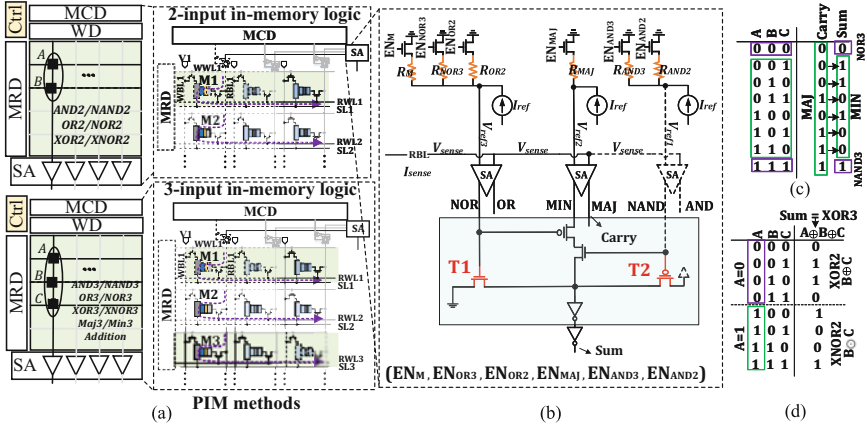 Ctrl
MCD
WD
MRD
A
B
•••
AND2/NAND2
OR2/NOR2
XOR2/XNOR2
SA
Ctrl
MCD
WD
MRD
A
B
C
•••
AND3/NAND3
OR3/NOR3
XOR3/XNOR3
Maj3/Min3
Addition
SA
2-input in-memory logic
MCD
SA
V1
WWL1
WBL1
RBL1
M1
MRD
RWL1
SL1
M2
RWL2
SL2
3-input in-memory logic
MCD
SA
V1
WWL1
WBL1
RBL1
M1
MRD
RWL1
SL1
M2
RWL2
SL2
M3
RWL3
SL3
(a)
PIM methods
ENM
ENNOR3
ENOR2
ENMAJ
ENAND3
ENAND2
RM
RNOR3
ROR2
RMAJ
RAND3
RAND2
Iref
Iref
Iref
Vref3
Vref2
Vref1
RBL
Vsense
Vsense
Vsense
Isense
SA
SA
SA
NOR
OR
MIN
MAJ
NAND
AND
Carry
T1
T2
Sum
(ENM, ENOR3, ENOR2, ENMAJ, ENAND3, ENAND2)
(b)
A B C Carry Sum
0 0 0 0 0
0 0 1 0 1
0 1 0 0 1
0 1 1 1 0
1 0 0 0 1
1 0 1 1 0
1 1 0 1 0
1 1 1 1 1
NOR3
MAJ
MIN
NAND3
(c)
Sum = XOR3
A B C A⊕B⊕C
0 0 0 0
0 0 1 1
0 1 0 1
0 1 1 0
1 0 0 1
1 0 1 0
1 1 0 0
1 1 1 1
A=0
A=1
XOR2
B⊕C
XNOR2
B⊙C
(d)